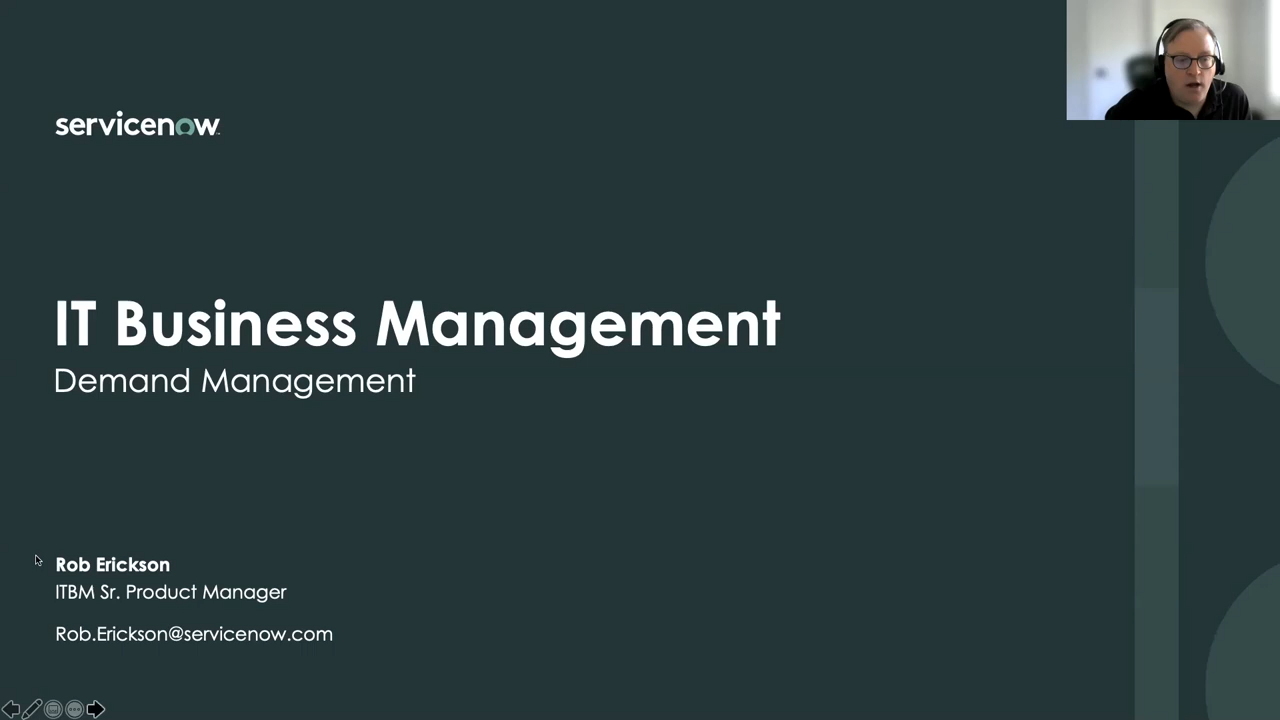 servicenow
IT Business Management
Demand Management
Rob Erickson
ITBM Sr. Product Manager
Rob.Erickson@servicenow.com